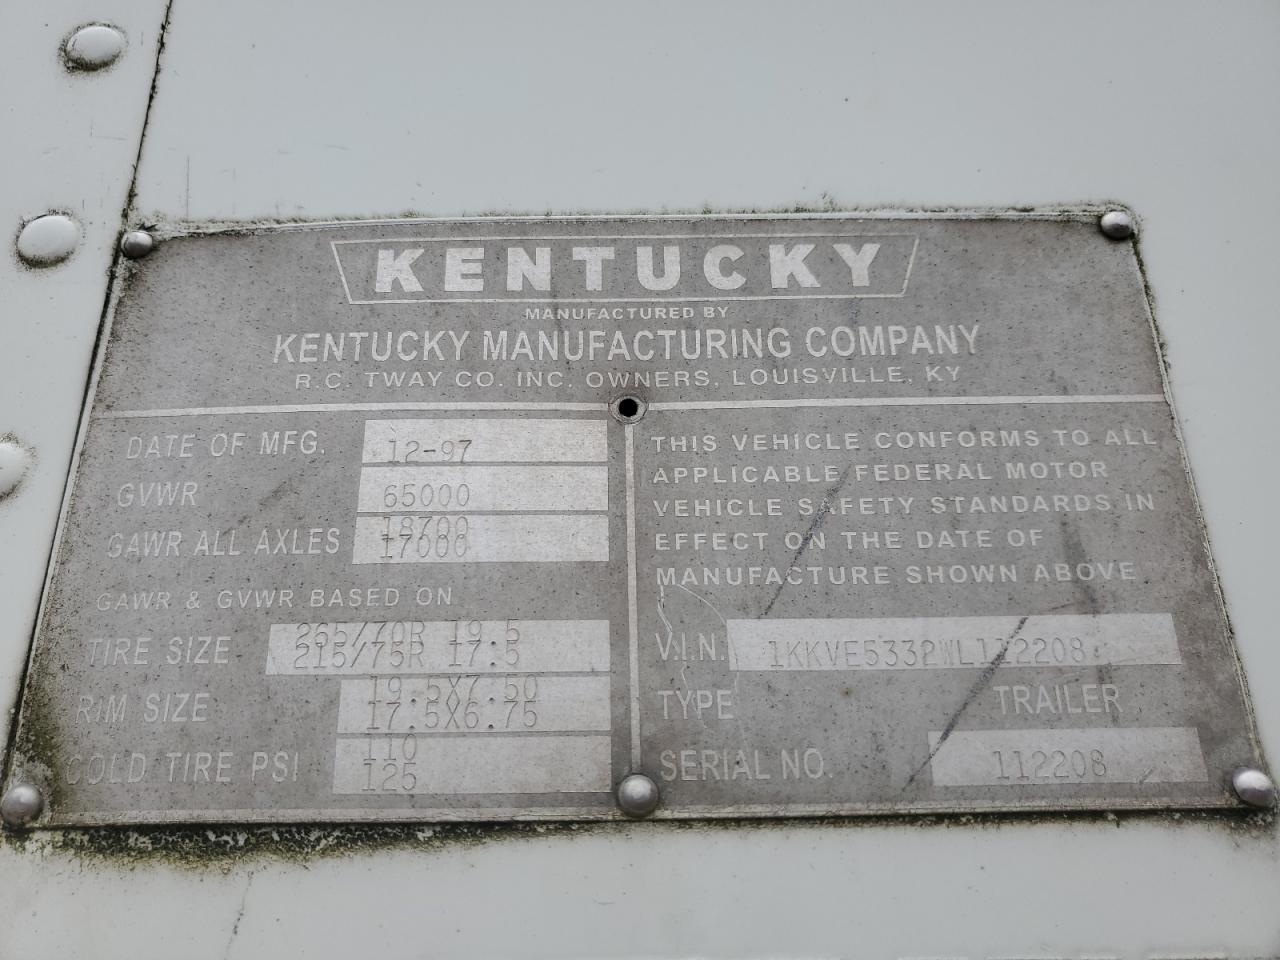 KENTUCKY
MANUFACTURED BY
KENTUCKY MANUFACTURING COMPANY
R.C. TWAY CO. INC. OWNERS, LOUISVILLE, KY
DATE OF MFG. 12-97
GVWR 65000
GAWR ALL AXLES 18700
17000
GAWR & GVWR BASED ON
TIRE SIZE 265/70R 19.5
215/75R 17.5
RIM SIZE 19.5X7.50
17.5X6.75
COLD TIRE PSI 110
125
THIS VEHICLE CONFORMS TO ALL
APPLICABLE FEDERAL MOTOR
VEHICLE SAFETY STANDARDS IN
EFFECT ON THE DATE OF
MANUFACTURE SHOWN ABOVE
V.I.N. 1KKVE5332WL112208
TYPE TRAILER
SERIAL NO. 112208